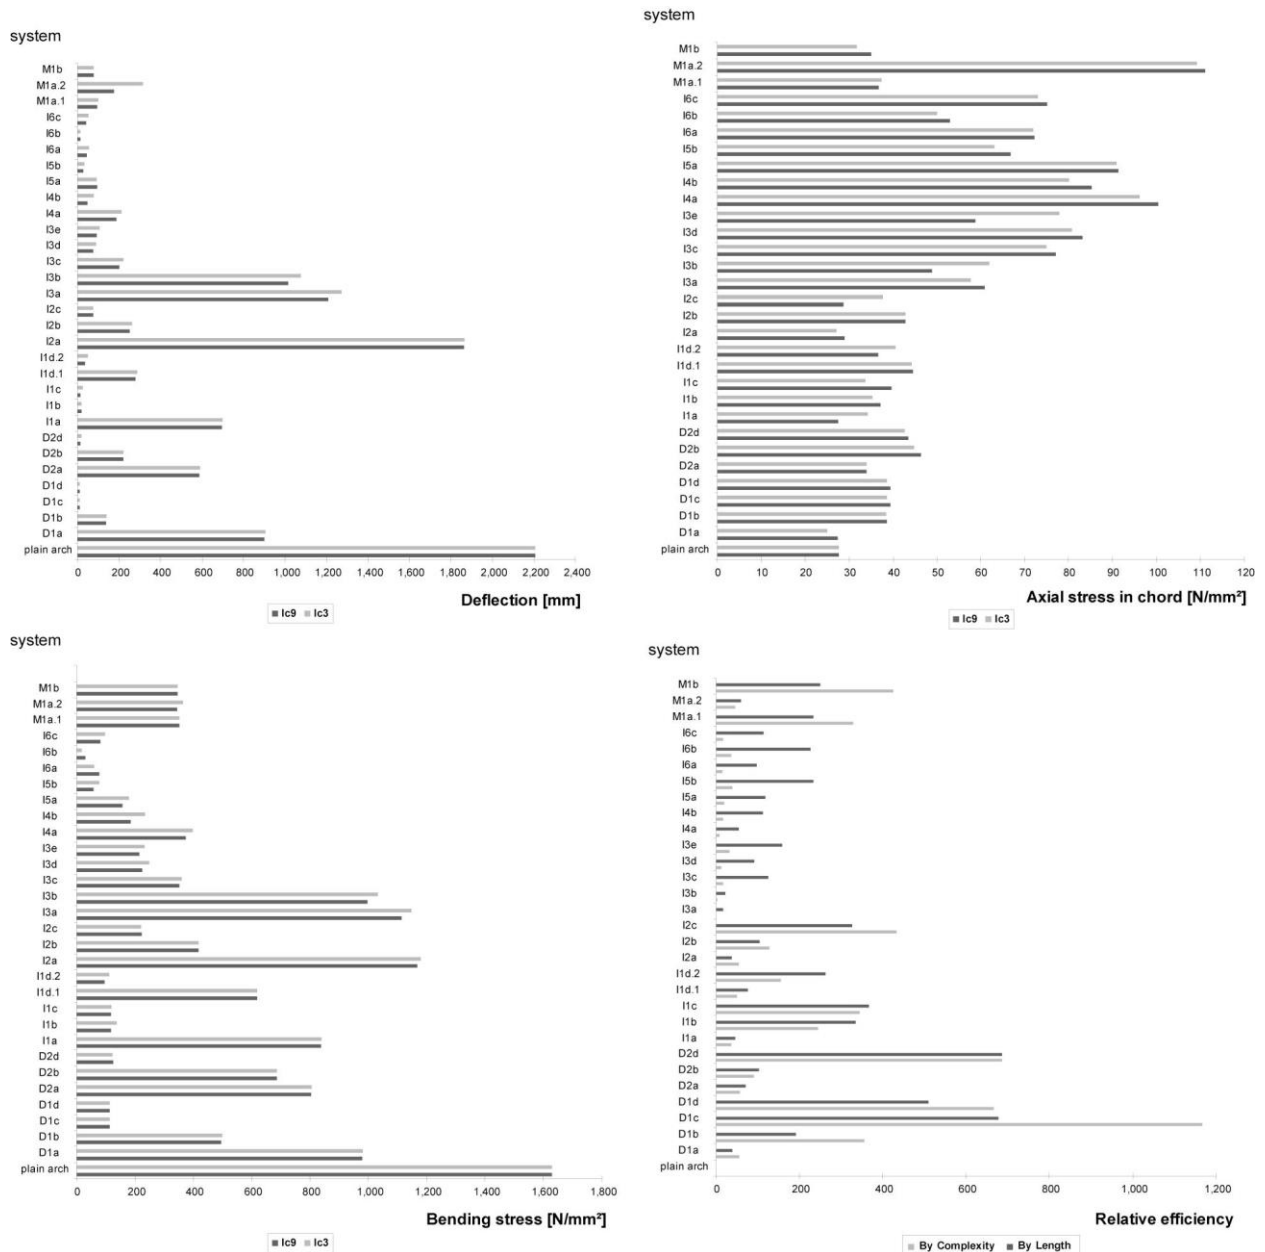 system
M1b
M1a.2
M1a.1
I6c
I6b
I6a
I5b
I5a
I4b
I4a
I3e
I3d
I3c
I3b
I3a
I2c
I2b
I2a
I1d.2
I1d.1
I1c
I1b
I1a
D2d
D2b
D2a
D1d
D1c
D1b
D1a
plain arch
0 200 400 600 800 1,000 1,200 1,400 1,600 1,800 2,000 2,200 2,400
Deflection [mm]
lc9 lc3
system
M1b
M1a.2
M1a.1
I6c
I6b
I6a
I5b
I5a
I4b
I4a
I3e
I3d
I3c
I3b
I3a
I2c
I2b
I2a
I1d.2
I1d.1
I1c
I1b
I1a
D2d
D2b
D2a
D1d
D1c
D1b
D1a
plain arch
0 10 20 30 40 50 60 70 80 90 100 110 120
Axial stress in chord [N/mm²]
lc9 lc3
system
M1b
M1a.2
M1a.1
I6c
I6b
I6a
I5b
I5a
I4b
I4a
I3e
I3d
I3c
I3b
I3a
I2c
I2b
I2a
I1d.2
I1d.1
I1c
I1b
I1a
D2d
D2b
D2a
D1d
D1c
D1b
D1a
plain arch
0 200 400 600 800 1,000 1,200 1,400 1,600 1,800
Bending stress [N/mm²]
lc9 lc3
system
M1b
M1a.2
M1a.1
I6c
I6b
I6a
I5b
I5a
I4b
I4a
I3e
I3d
I3c
I3b
I3a
I2c
I2b
I2a
I1d.2
I1d.1
I1c
I1b
I1a
D2d
D2b
D2a
D1d
D1c
D1b
D1a
plain arch
0 200 400 600 800 1,000 1,200
Relative efficiency
By Complexity By Length